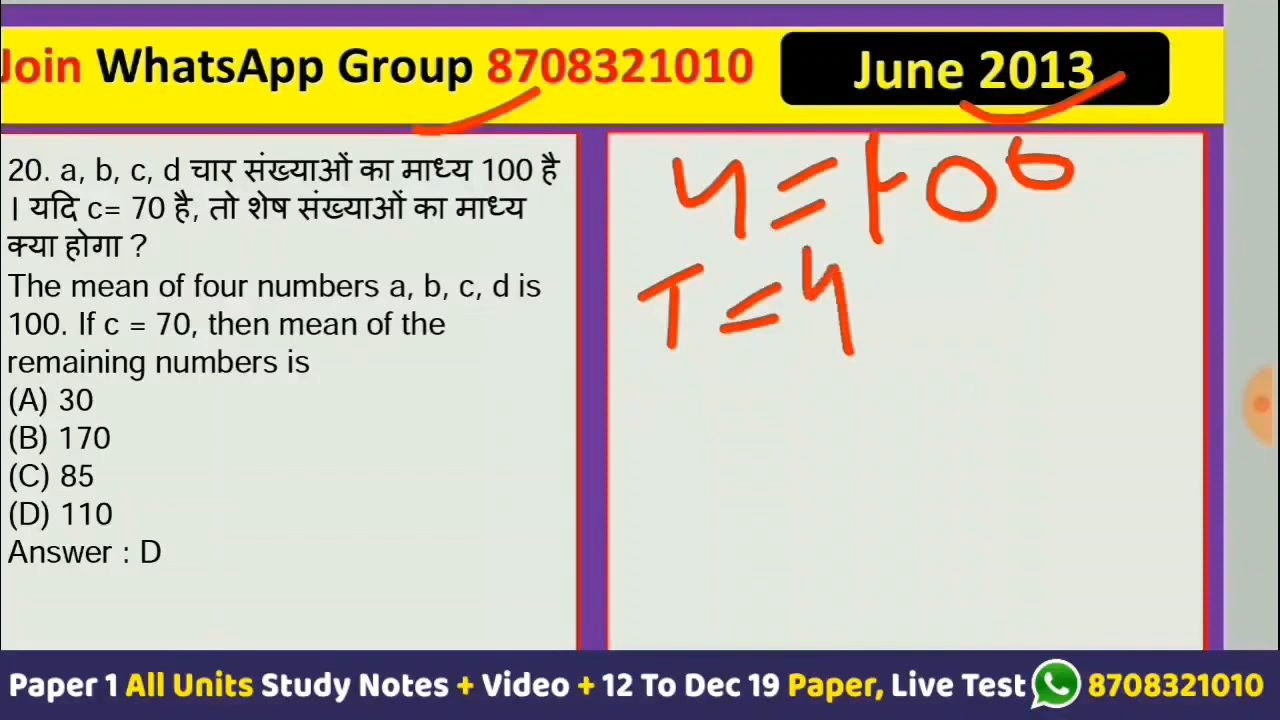 Join WhatsApp Group 8708321010
June 2013
20. a, b, c, d चार संख्याओं का माध्य 100 है
। यदि c= 70 है, तो शेष संख्याओं का माध्य
क्या होगा ?
The mean of four numbers a, b, c, d is
100. If c = 70, then mean of the
remaining numbers is
(A) 30
(B) 170
(C) 85
(D) 110
Answer : D
4 = 100
T = 4
Paper 1 All Units Study Notes + Video + 12 To Dec 19 Paper, Live Test 8708321010